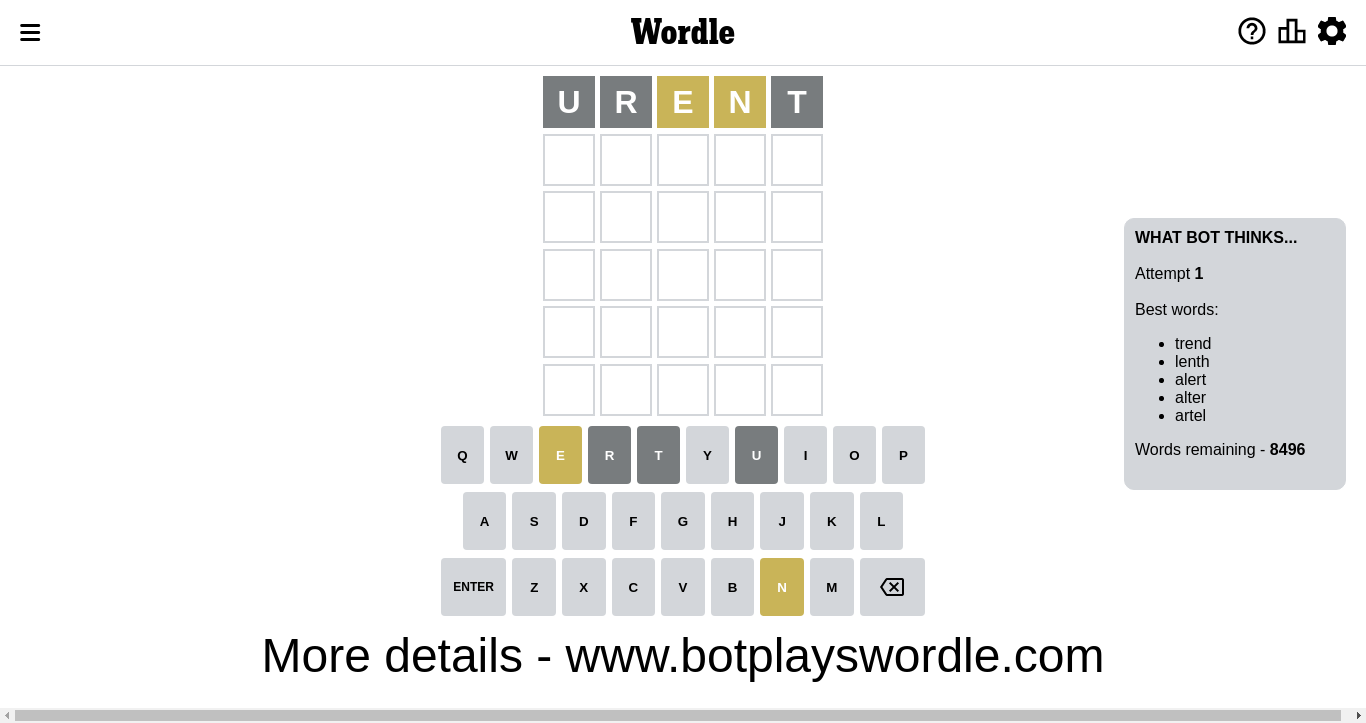 Wordle
U R E N T
WHAT BOT THINKS...
Attempt 1
Best words:
trend
lenth
alert
alter
artel
Words remaining - 8496
Q W E R T Y U I O P
A S D F G H J K L
ENTER Z X C V B N M
More details - www.botplayswordle.com